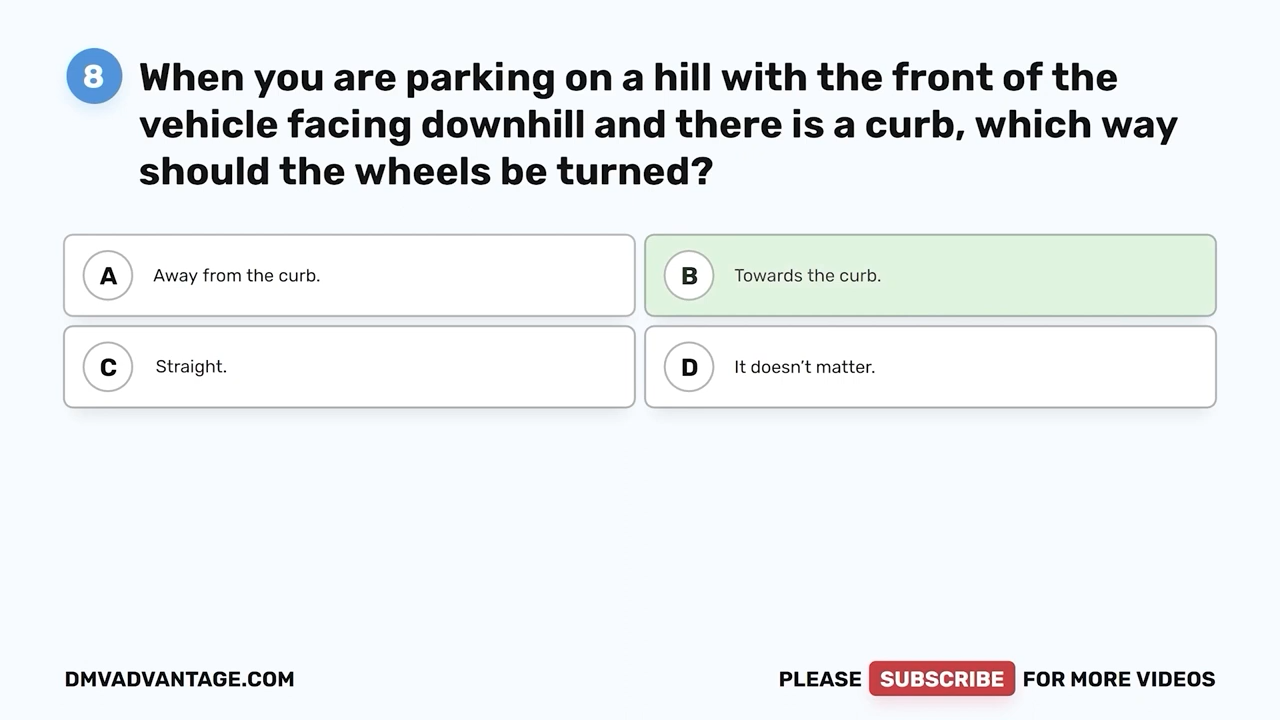 8
When you are parking on a hill with the front of the
vehicle facing downhill and there is a curb, which way
should the wheels be turned?
A Away from the curb.
B Towards the curb.
C Straight.
D It doesn’t matter.
DMVADVANTAGE.COM
PLEASE SUBSCRIBE FOR MORE VIDEOS